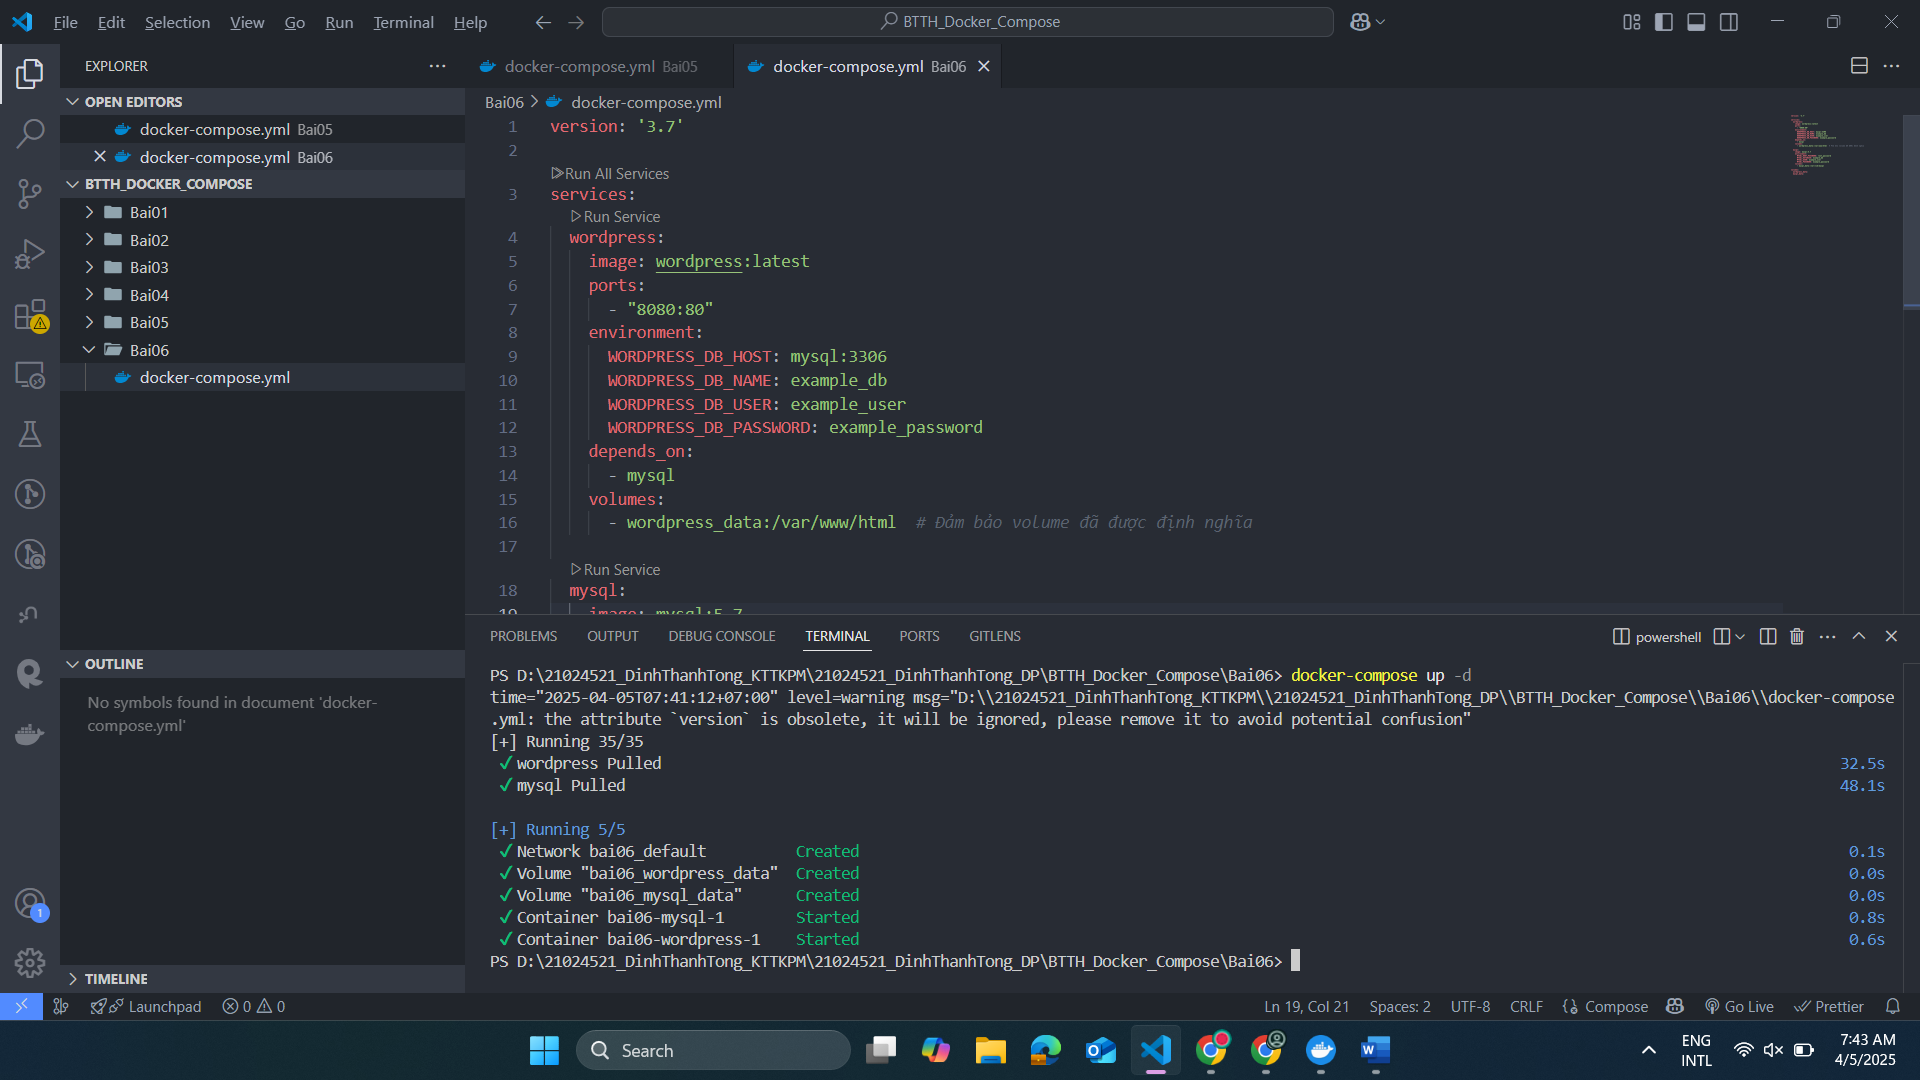 File Edit Selection View Go Run Terminal Help
BTTH_Docker_Compose
EXPLORER
OPEN EDITORS
docker-compose.yml Bai05
docker-compose.yml Bai06
BTTH_DOCKER_COMPOSE
Bai01
Bai02
Bai03
Bai04
Bai05
Bai06
docker-compose.yml
OUTLINE
No symbols found in document 'docker-
compose.yml'
TIMELINE
docker-compose.yml Bai05
docker-compose.yml Bai06
Bai06 > docker-compose.yml
1 version: '3.7'
2
Run All Services
3 services:
Run Service
4 wordpress:
5 image: wordpress:latest
6 ports:
7 - "8080:80"
8 environment:
9 WORDPRESS_DB_HOST: mysql:3306
10 WORDPRESS_DB_NAME: example_db
11 WORDPRESS_DB_USER: example_user
12 WORDPRESS_DB_PASSWORD: example_password
13 depends_on:
14 - mysql
15 volumes:
16 - wordpress_data:/var/www/html # Đảm bảo volume đã được định nghĩa
17
Run Service
18 mysql:
19 image: mysql:5.7
PROBLEMS OUTPUT DEBUG CONSOLE TERMINAL PORTS GITLENS
powershell
PS D:\21024521_DinhThanhTong_KTTKPM\21024521_DinhThanhTong_DP\BTTH_Docker_Compose\Bai06> docker-compose up -d
time="2025-04-05T07:41:12+07:00" level=warning msg="D:\\21024521_DinhThanhTong_KTTKPM\\21024521_DinhThanhTong_DP\\BTTH_Docker_Compose\\Bai06\\docker-compose
.yml: the attribute `version` is obsolete, it will be ignored, please remove it to avoid potential confusion"
[+] Running 35/35
✓ wordpress Pulled 32.5s
✓ mysql Pulled 48.1s
[+] Running 5/5
✓ Network bai06_default Created 0.1s
✓ Volume "bai06_wordpress_data" Created 0.0s
✓ Volume "bai06_mysql_data" Created 0.0s
✓ Container bai06-mysql-1 Started 0.8s
✓ Container bai06-wordpress-1 Started 0.6s
PS D:\21024521_DinhThanhTong_KTTKPM\21024521_DinhThanhTong_DP\BTTH_Docker_Compose\Bai06>
1
Launchpad 0 0
Ln 19, Col 21 Spaces: 2 UTF-8 CRLF {} Compose Go Live Prettier
Search
ENG
INTL
7:43 AM
4/5/2025